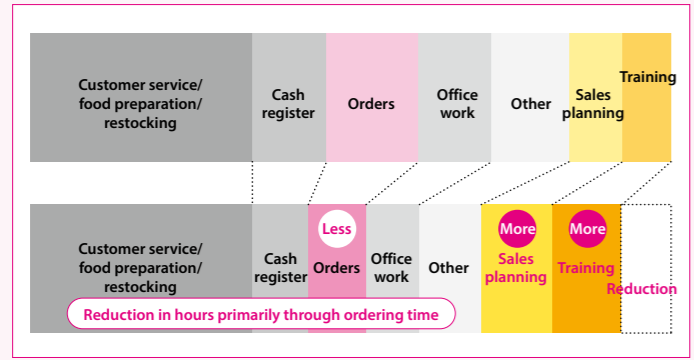 Customer service/
food preparation/
restocking
Cash
register
Orders
Office
work
Other
Sales
planning
Training
Customer service/
food preparation/
restocking
Cash
register
Less
Orders
Office
work
Other
More
Sales
planning
More
Training
Reduction
Reduction in hours primarily through ordering time